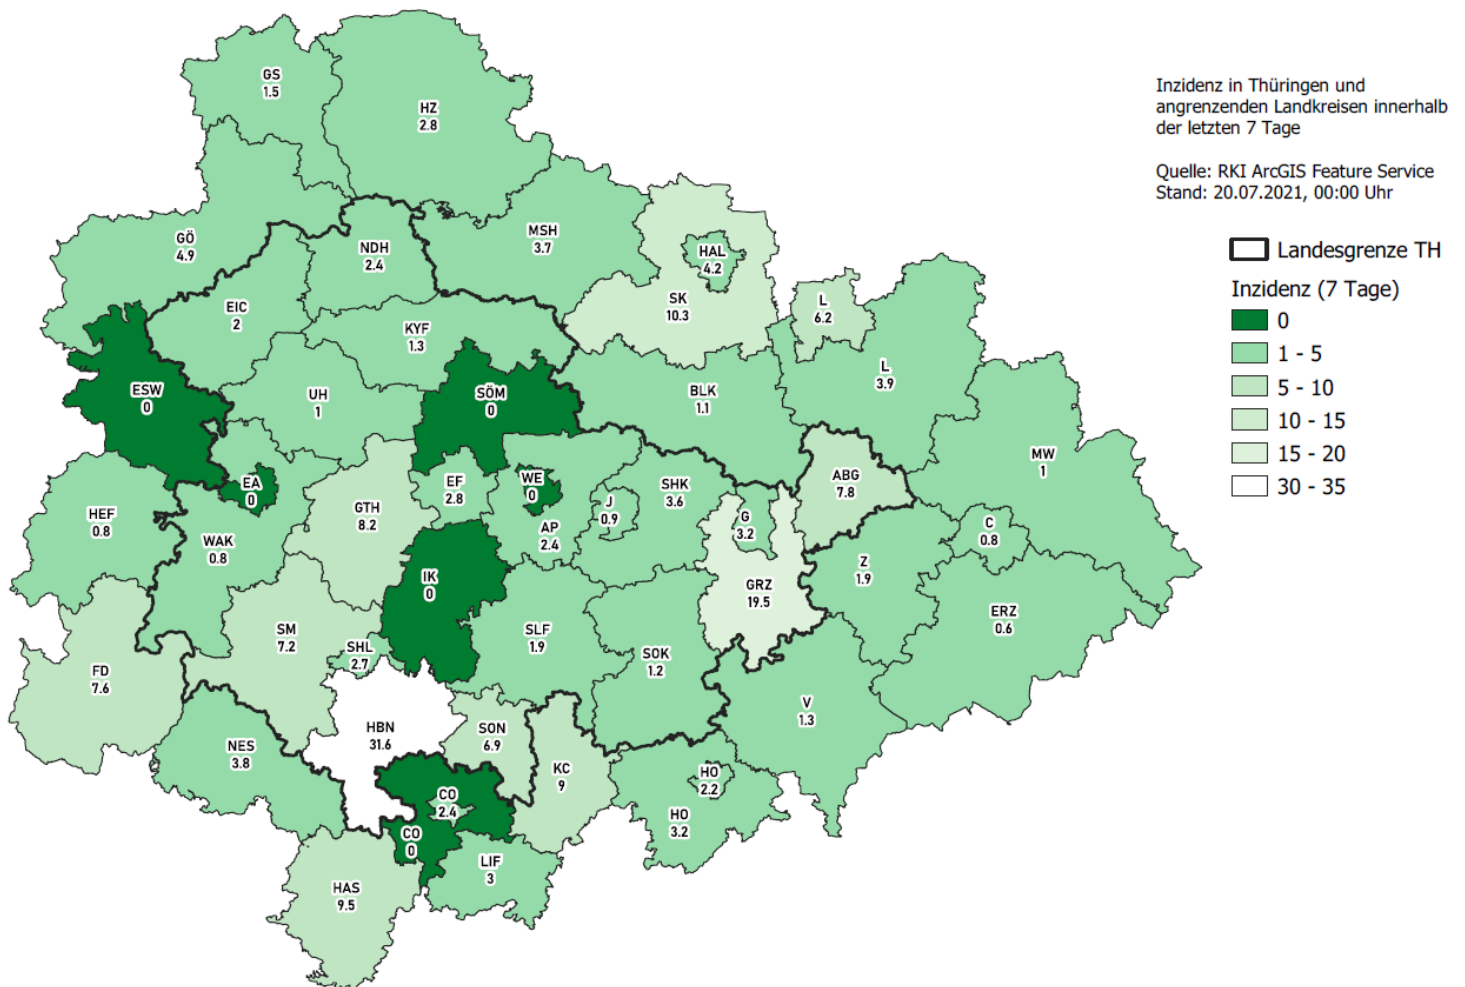 Inzidenz in Thüringen und
angrenzenden Landkreisen innerhalb
der letzten 7 Tage
Quelle: RKI ArcGIS Feature Service
Stand: 20.07.2021, 00:00 Uhr
Landesgrenze TH
Inzidenz (7 Tage)
0
1 - 5
5 - 10
10 - 15
15 - 20
30 - 35
GS
1.5
HZ
2.8
GÖ
4.9
NDH
2.4
MSH
3.7
HAL
4.2
SK
10.3
L
6.2
EIC
2
KYF
1.3
L
3.9
ESW
0
UH
1
SÖM
0
BLK
1.1
MW
1
EA
0
EF
2.8
WE
0
SHK
3.6
ABG
7.8
HEF
0.8
GTH
8.2
J
0.9
G
3.2
C
0.8
WAK
0.8
AP
2.4
Z
1.9
IK
0
GRZ
19.5
ERZ
0.6
SM
7.2
SHL
2.7
SLF
1.9
SOK
1.2
FD
7.6
V
1.3
HBN
31.6
SON
6.9
NES
3.8
KC
9
HO
2.2
CO
2.4
HO
3.2
CO
0
LIF
3
HAS
9.5